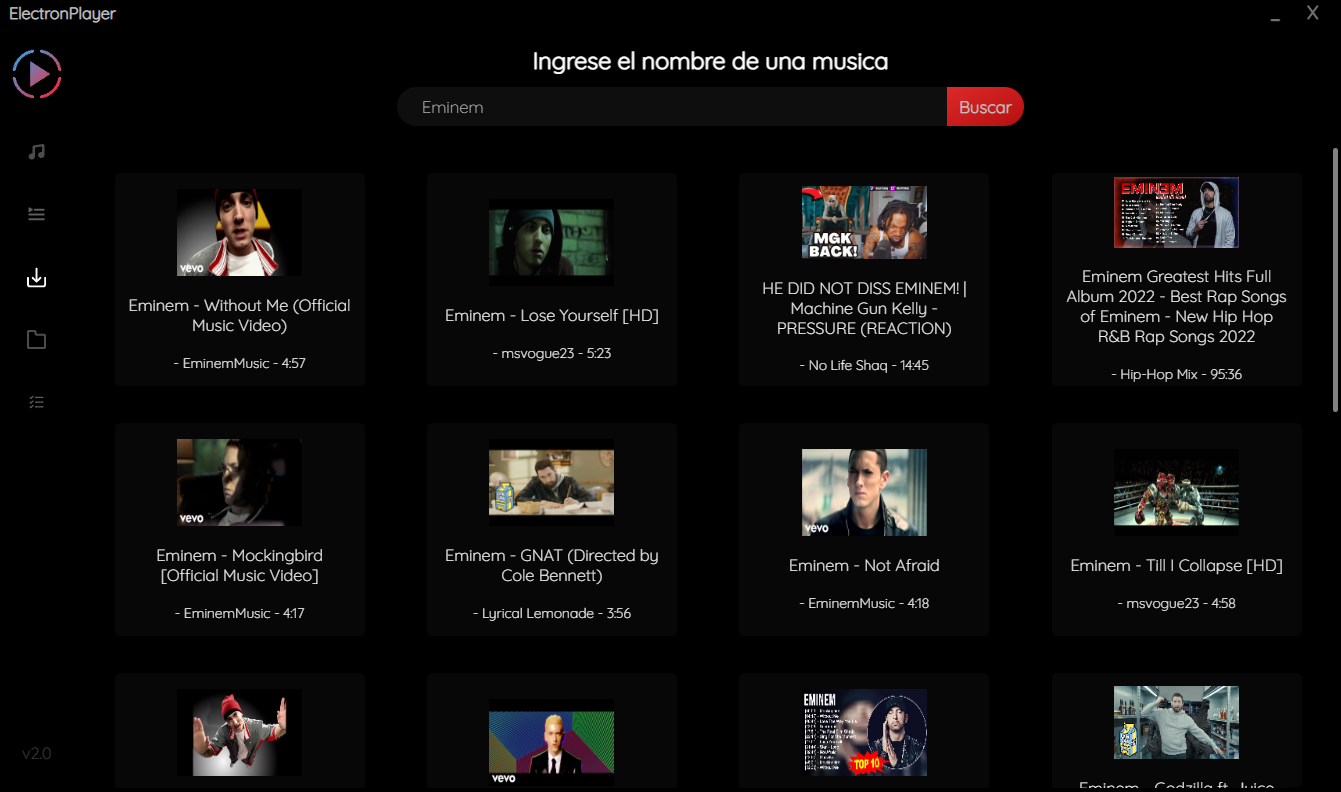 ElectronPlayer
_ X
Ingrese el nombre de una musica
Eminem
Buscar
vevo
Eminem - Without Me (Official
Music Video)
- EminemMusic - 4:57
Eminem - Lose Yourself [HD]
- msvogue23 - 5:23
MGK
BACK!
HE DID NOT DISS EMINEM! |
Machine Gun Kelly -
PRESSURE (REACTION)
- No Life Shaq - 14:45
EMINEM
Eminem Greatest Hits Full
Album 2022 - Best Rap Songs
of Eminem - New Hip Hop
R&B Rap Songs 2022
- Hip-Hop Mix - 95:36
vevo
Eminem - Mockingbird
[Official Music Video]
- EminemMusic - 4:17
Eminem - GNAT (Directed by
Cole Bennett)
- Lyrical Lemonade - 3:56
vevo
Eminem - Not Afraid
- EminemMusic - 4:18
Eminem - Till I Collapse [HD]
- msvogue23 - 4:58
vevo
EMINEM
TOP 10
Eminem - Godzilla ft. Juice
v2.0